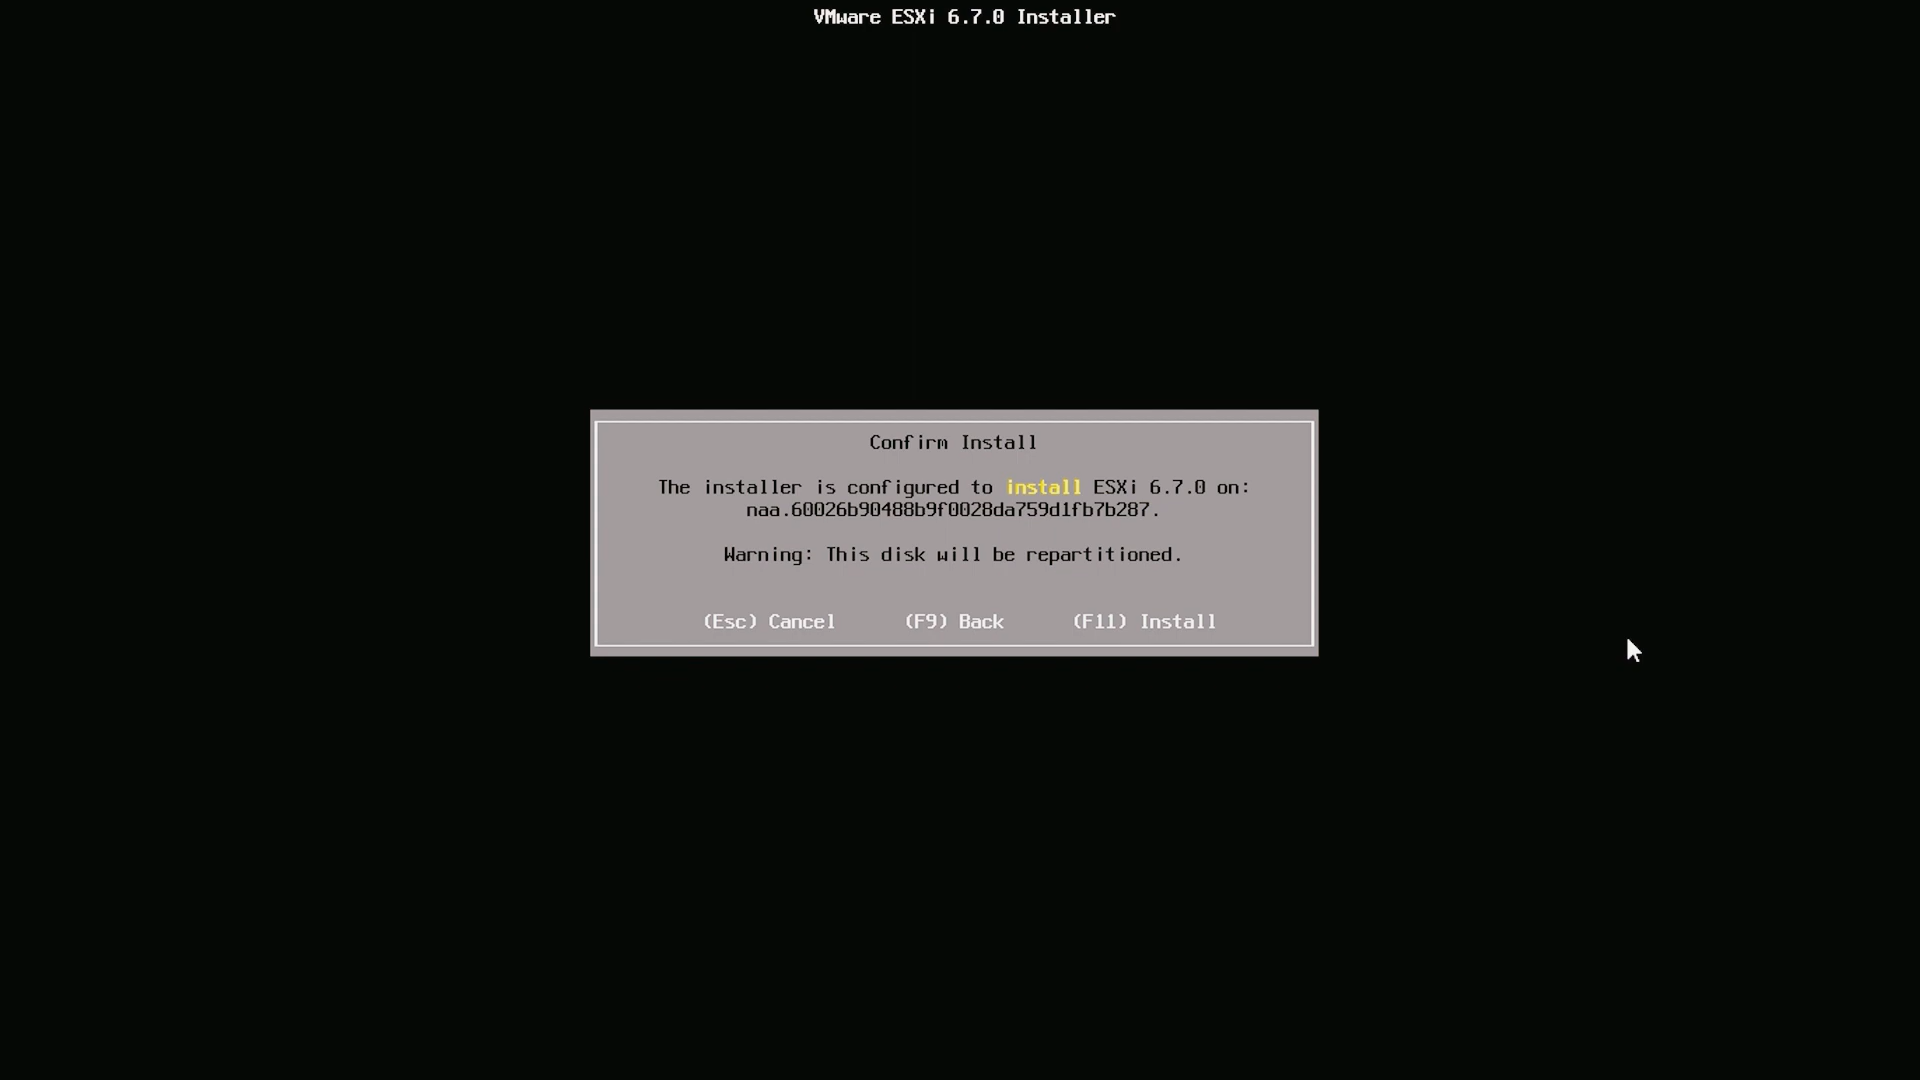 VMware ESXi 6.7.0 Installer
Confirm Install
The installer is configured to install ESXi 6.7.0 on:
naa.60026b90488b9f0028da759d1fb7b287.
Warning: This disk will be repartitioned.
(Esc) Cancel (F9) Back (F11) Install